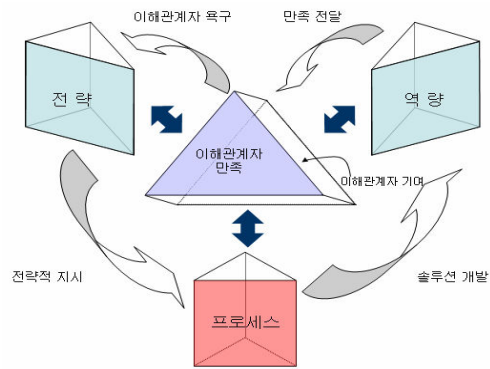 이해관계자 욕구
만족 전달
전 략
역 량
이해관계자
만족
이해관계자 기여
전략적 지시
솔루션 개발
프로세스